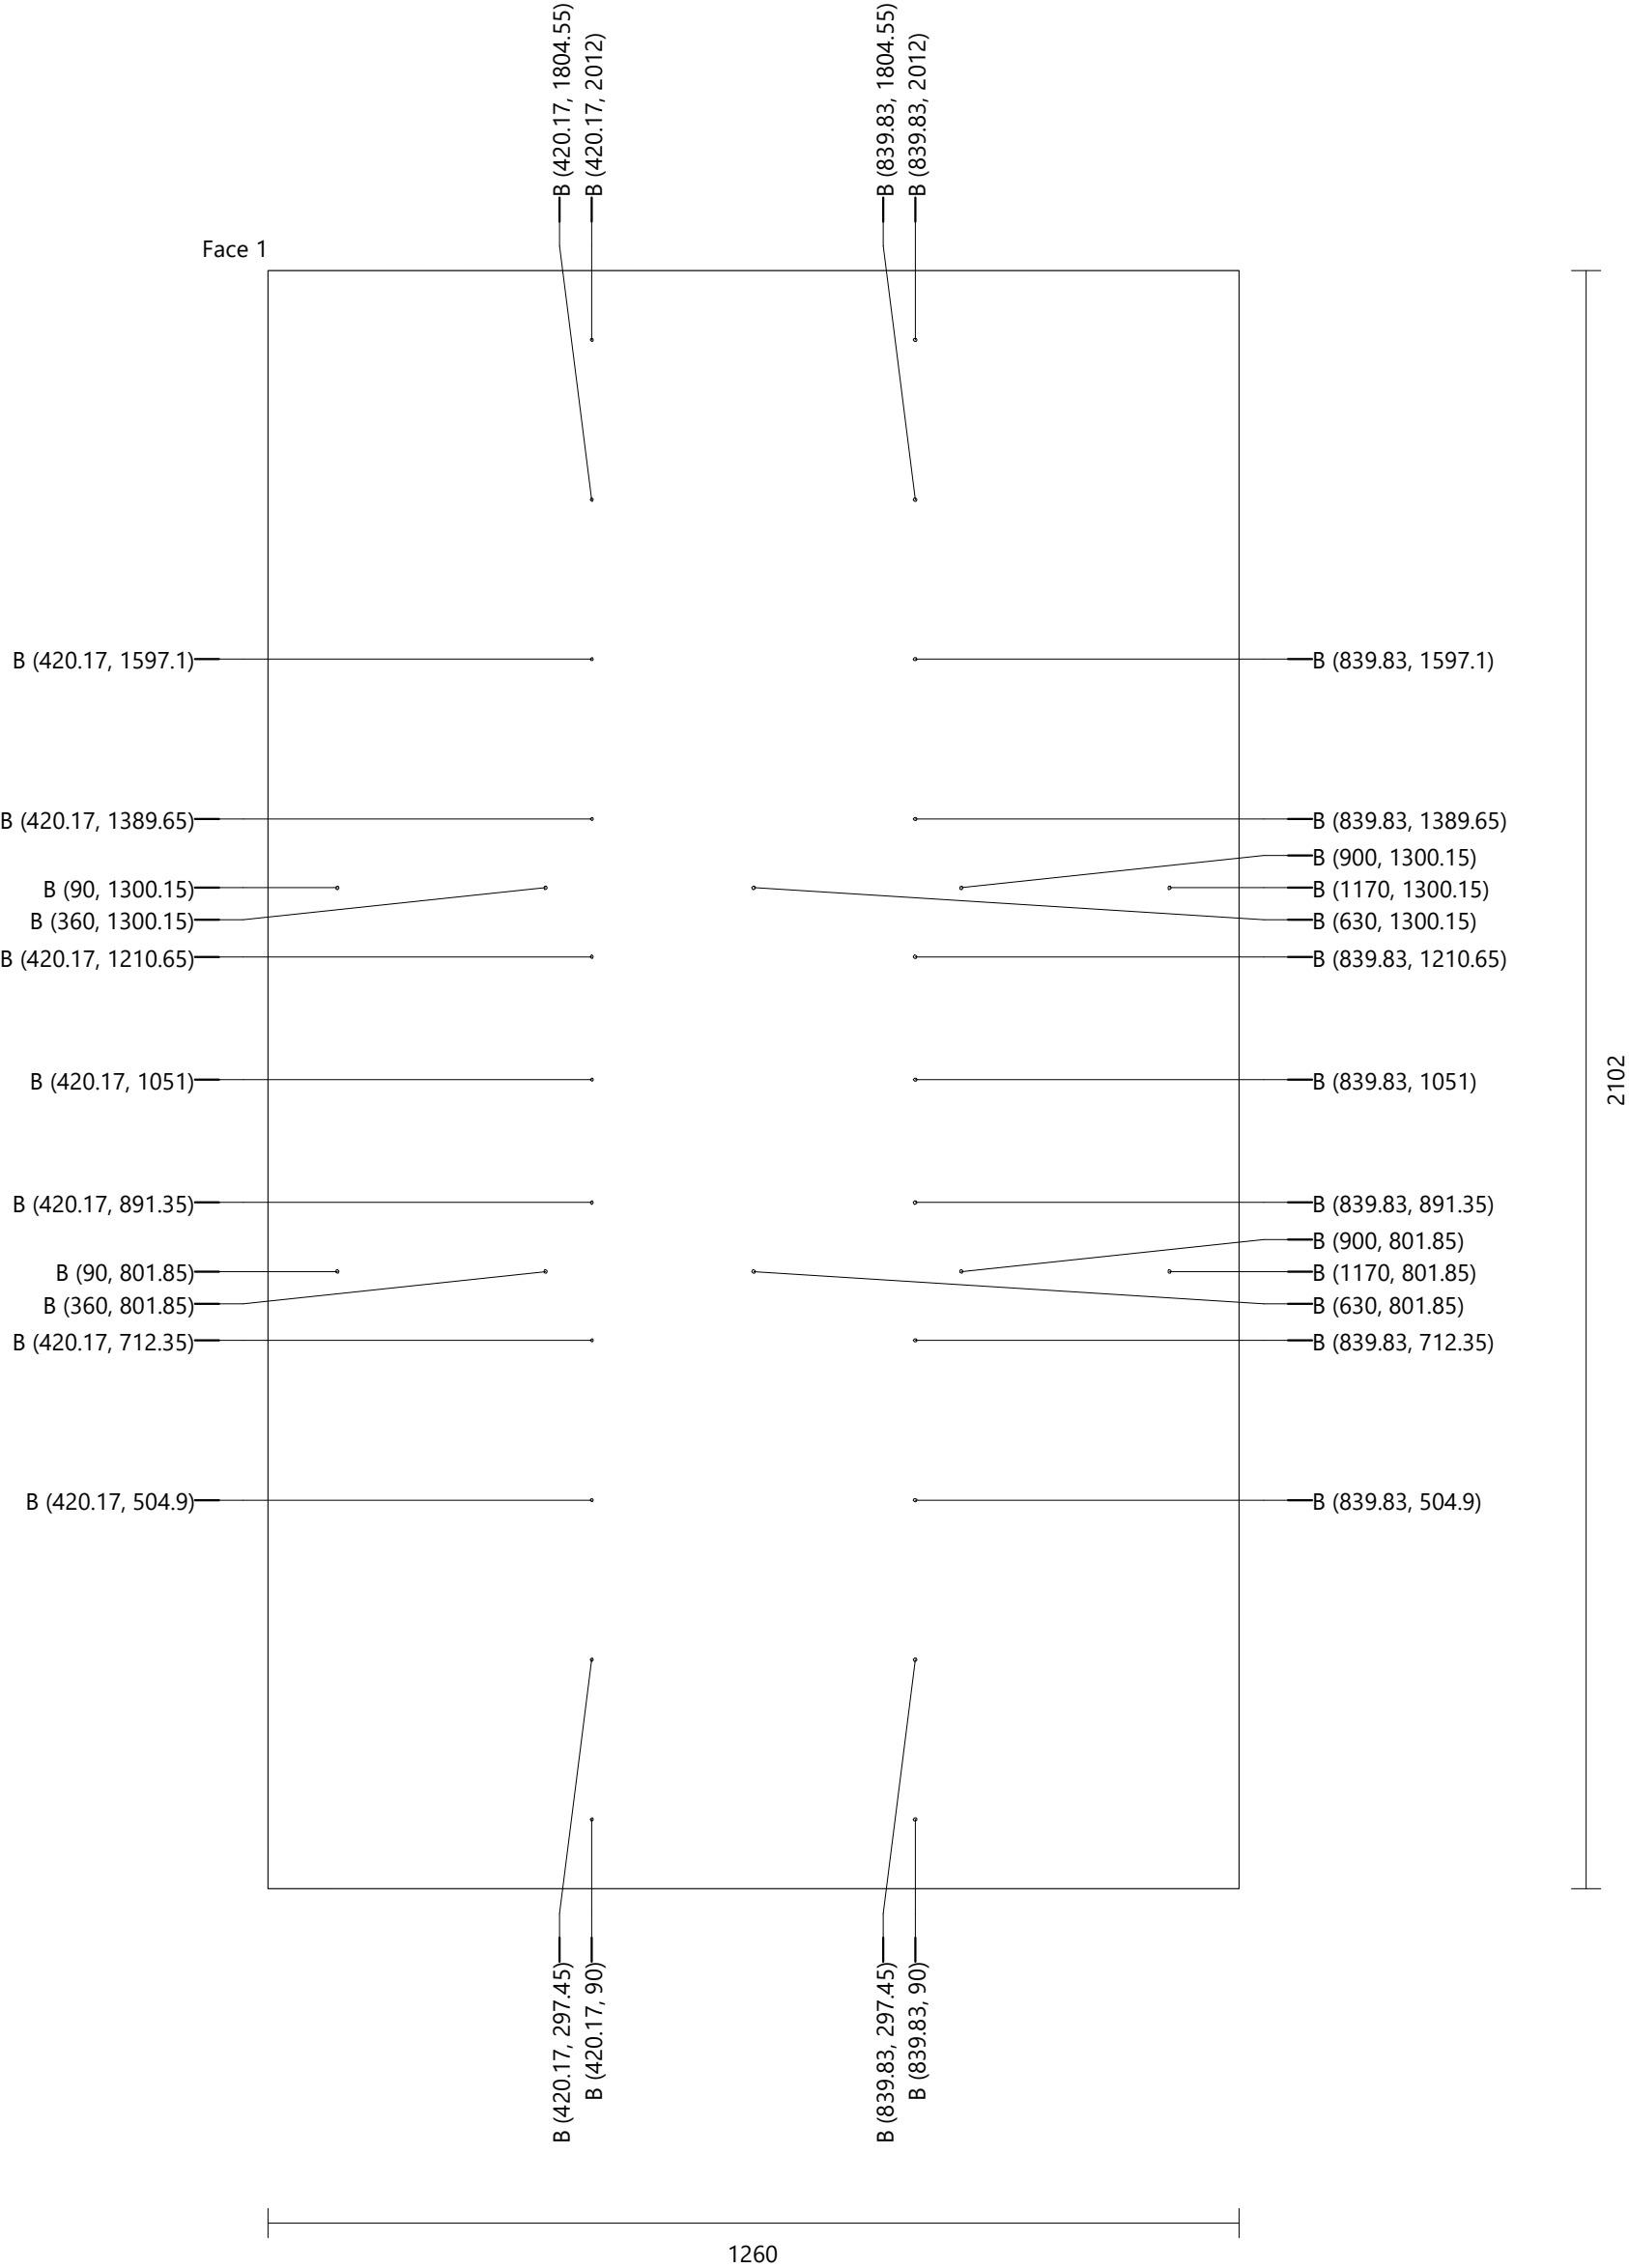 B (420.17, 1804.55)
B (420.17, 2012)
B (839.83, 1804.55)
B (839.83, 2012)
Face 1
B (420.17, 1597.1)
B (839.83, 1597.1)
B (420.17, 1389.65)
B (839.83, 1389.65)
B (900, 1300.15)
B (90, 1300.15)
B (1170, 1300.15)
B (360, 1300.15)
B (630, 1300.15)
B (420.17, 1210.65)
B (839.83, 1210.65)
B (420.17, 1051)
B (839.83, 1051)
2102
B (420.17, 891.35)
B (839.83, 891.35)
B (900, 801.85)
B (90, 801.85)
B (1170, 801.85)
B (360, 801.85)
B (630, 801.85)
B (420.17, 712.35)
B (839.83, 712.35)
B (420.17, 504.9)
B (839.83, 504.9)
B (420.17, 297.45)
B (420.17, 90)
B (839.83, 297.45)
B (839.83, 90)
1260